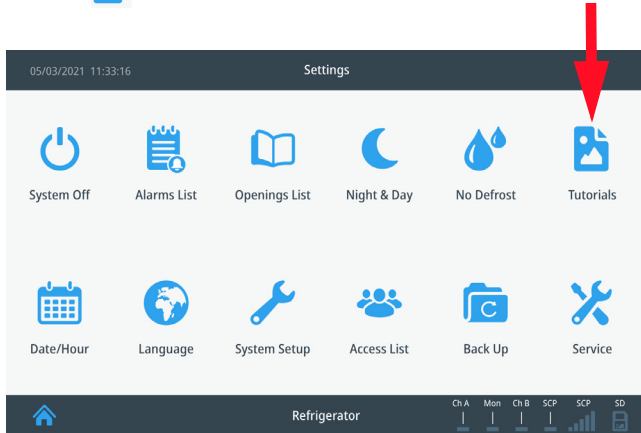 05/03/2021 11:33:16 Settings
System Off Alarms List Openings List Night & Day No Defrost Tutorials
Date/Hour Language System Setup Access List Back Up Service
Ch A Mon Ch B SCP SCP SD
Refrigerator